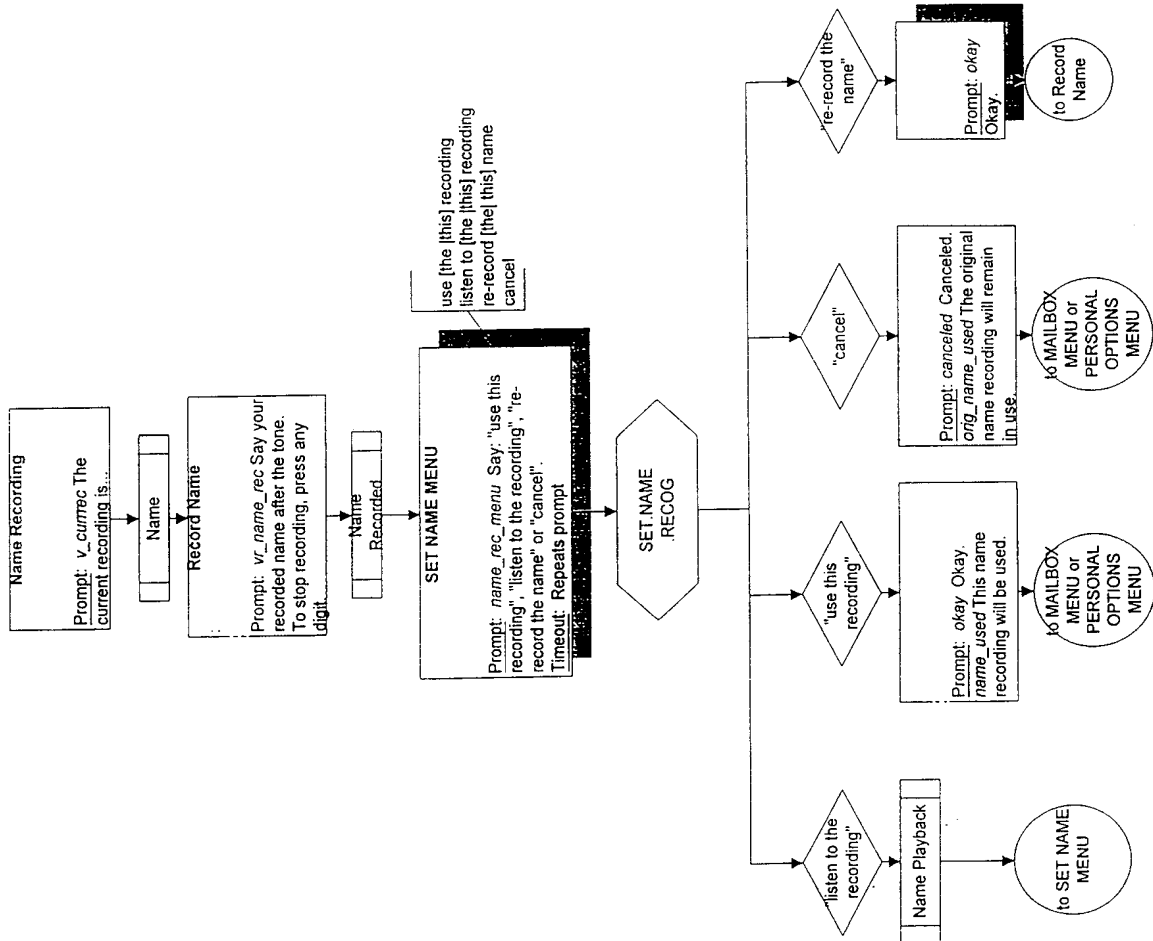 Name Recording
Prompt: v_currrec The
current recording is...
Name
Record Name
Prompt: vr_name_rec Say your
recorded name after the tone.
To stop recording, press any
digit.
Name
Recorded
SET NAME MENU
Prompt: name_rec_menu Say: "use this
recording", "listen to the recording", "re-
record the name" or "cancel".
Timeout: Repeats prompt
use [the |this] recording
listen to [the |this] recording
re-record [the| this] name
cancel
SET.NAME
.RECOG
"listen to the
recording"
Name Playback
to SET NAME
MENU
"use this
recording"
Prompt: okay Okay.
name_used This name
recording will be used.
to MAILBOX
MENU or
PERSONAL
OPTIONS
MENU
"cancel"
Prompt: canceled Canceled.
orig_name_used The original
name recording will remain
in use.
to MAILBOX
MENU or
PERSONAL
OPTIONS
MENU
"re-record the
name"
Prompt: okay
Okay.
to Record
Name